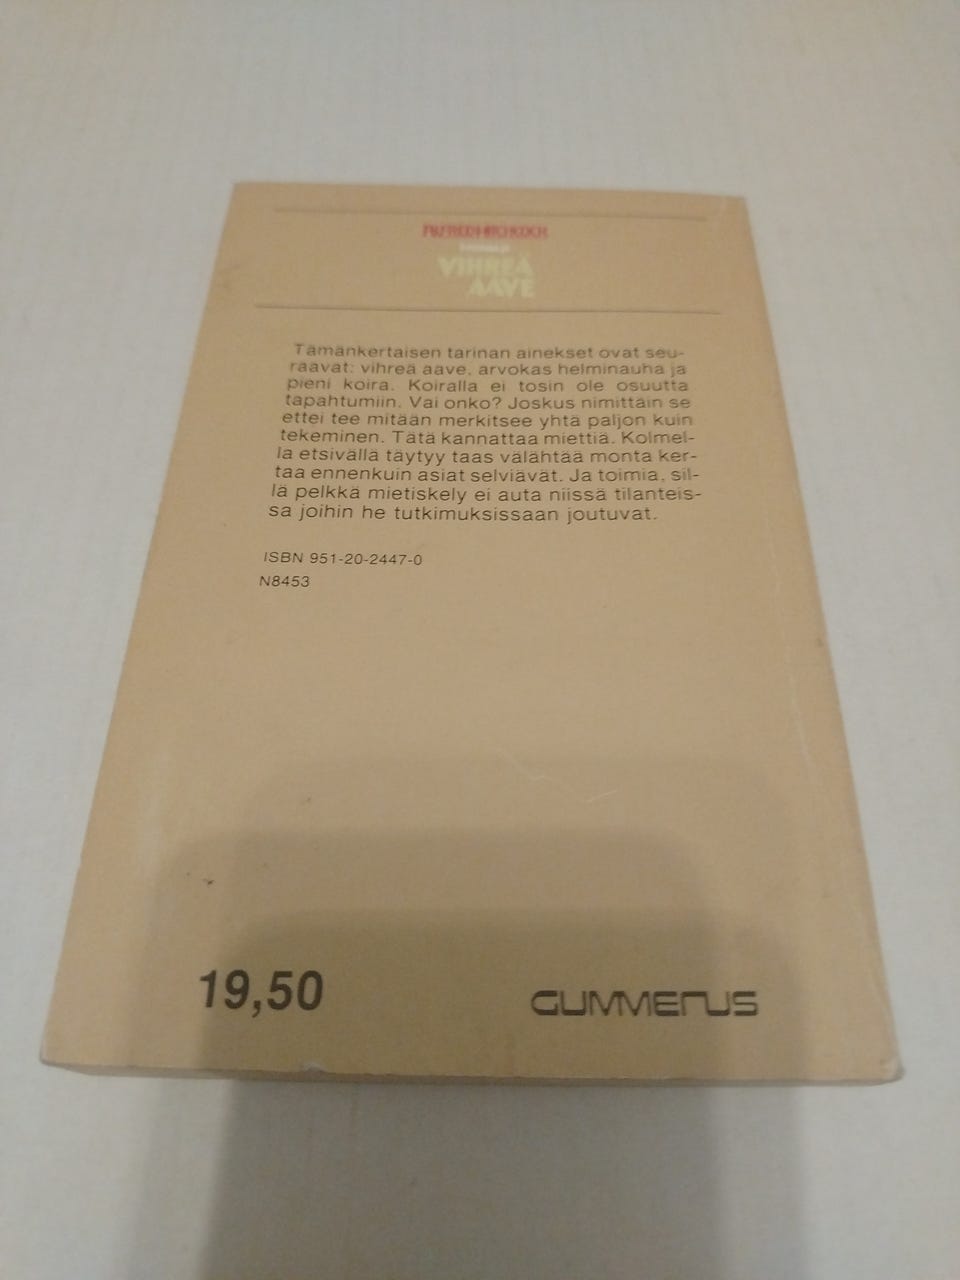 ALFRED HITCHCOCK
VIHREÄ
AAVE
Tämänkertaisen tarinan ainekset ovat seu-
raavat: vihreä aave, arvokas helminauha ja
pieni koira. Koiralla ei tosin ole osuutta
tapahtumiin. Vai onko? Joskus nimittäin se
ettei tee mitään merkitsee yhtä paljon kuin
tekeminen. Tätä kannattaa miettiä. Kolmel-
la etsivällä täytyy taas välähtää monta ker-
taa ennenkuin asiat selviävät. Ja toimia, sil-
lä pelkkä mietiskely ei auta niissä tilanteis-
sa joihin he tutkimuksissaan joutuvat.
ISBN 951-20-2447-0
N8453
19,50
GUMMERUS